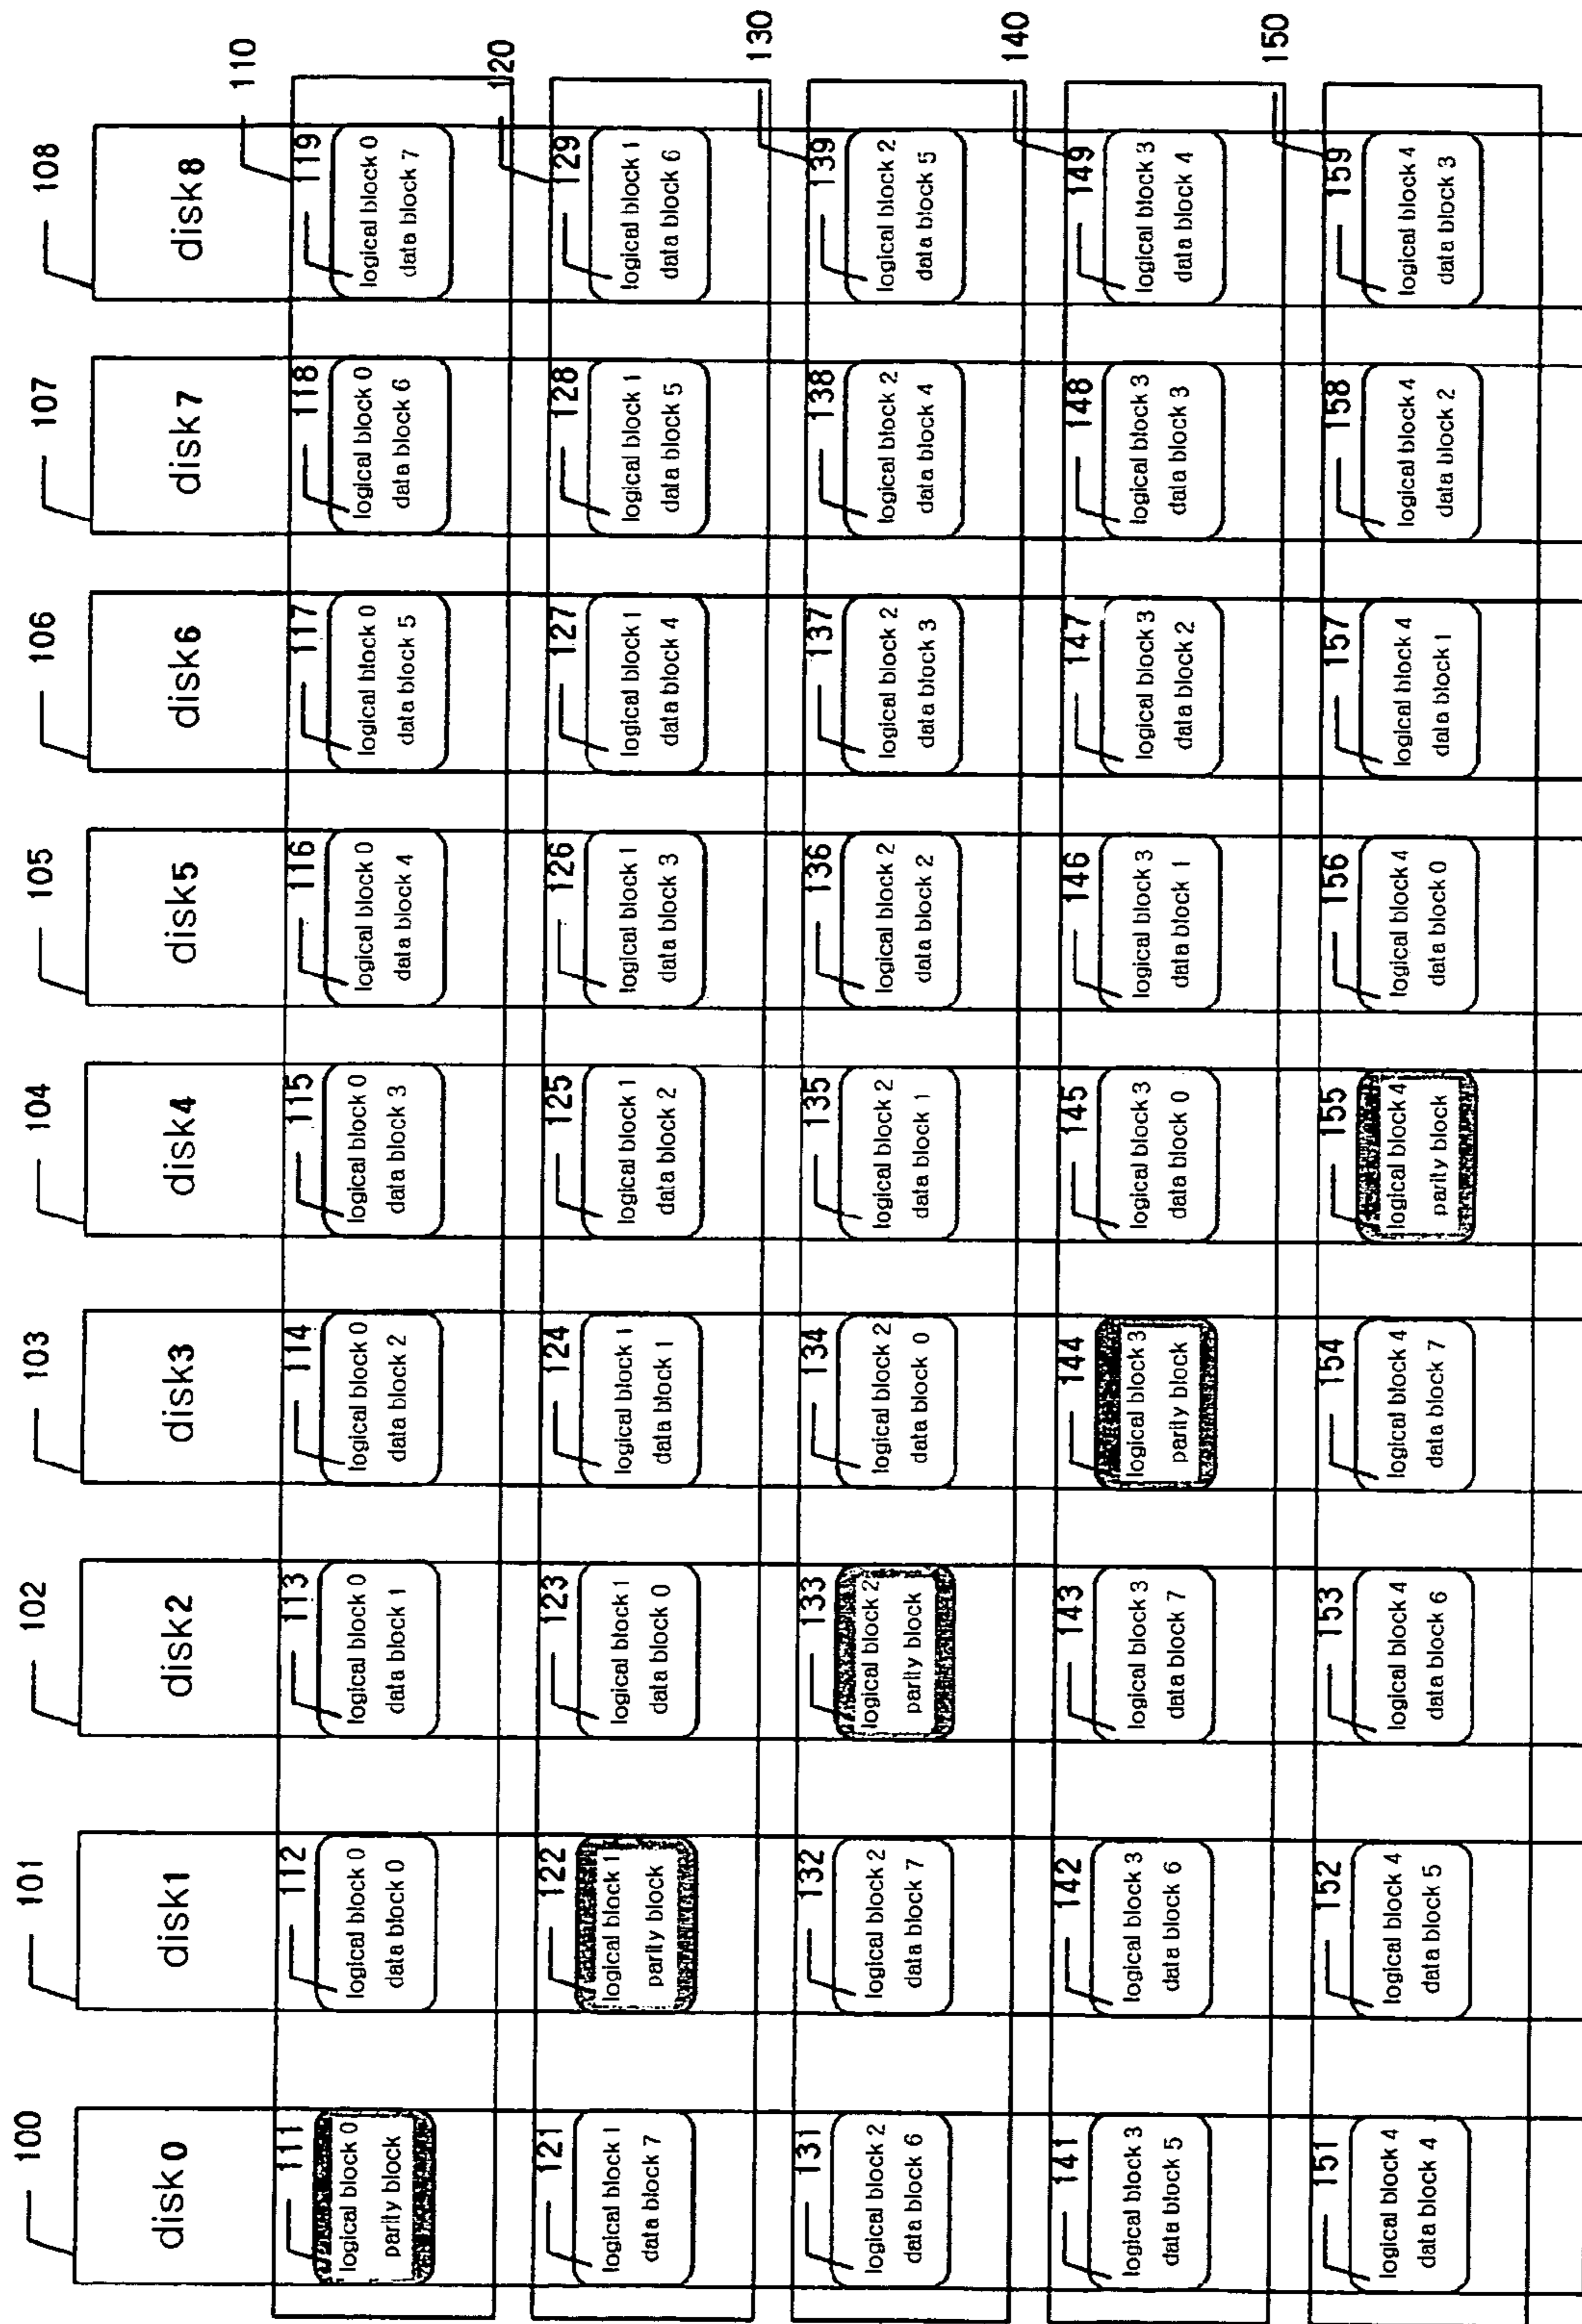 100
101
102
103
104
105
106
107
108
disk0
disk1
disk2
disk3
disk4
disk5
disk6
disk7
disk8
110
111
logical block 0
parity block
112
logical block 0
data block 0
113
logical block 0
data block 1
114
logical block 0
data block 2
115
logical block 0
data block 3
116
logical block 0
data block 4
117
logical block 0
data block 5
118
logical block 0
data block 6
119
logical block 0
data block 7
120
121
logical block 1
data block 7
122
logical block 1
parity block
123
logical block 1
data block 0
124
logical block 1
data block 1
125
logical block 1
data block 2
126
logical block 1
data block 3
127
logical block 1
data block 4
128
logical block 1
data block 5
129
logical block 1
data block 6
130
131
logical block 2
data block 6
132
logical block 2
data block 7
133
logical block 2
parity block
134
logical block 2
data block 0
135
logical block 2
data block 1
136
logical block 2
data block 2
137
logical block 2
data block 3
138
logical block 2
data block 4
139
logical block 2
data block 5
140
141
logical block 3
data block 5
142
logical block 3
data block 6
143
logical block 3
data block 7
144
logical block 3
parity block
145
logical block 3
data block 0
146
logical block 3
data block 1
147
logical block 3
data block 2
148
logical block 3
data block 3
149
logical block 3
data block 4
150
151
logical block 4
data block 4
152
logical block 4
data block 5
153
logical block 4
data block 6
154
logical block 4
data block 7
155
logical block 4
parity block
156
logical block 4
data block 0
157
logical block 4
data block 1
158
logical block 4
data block 2
159
logical block 4
data block 3